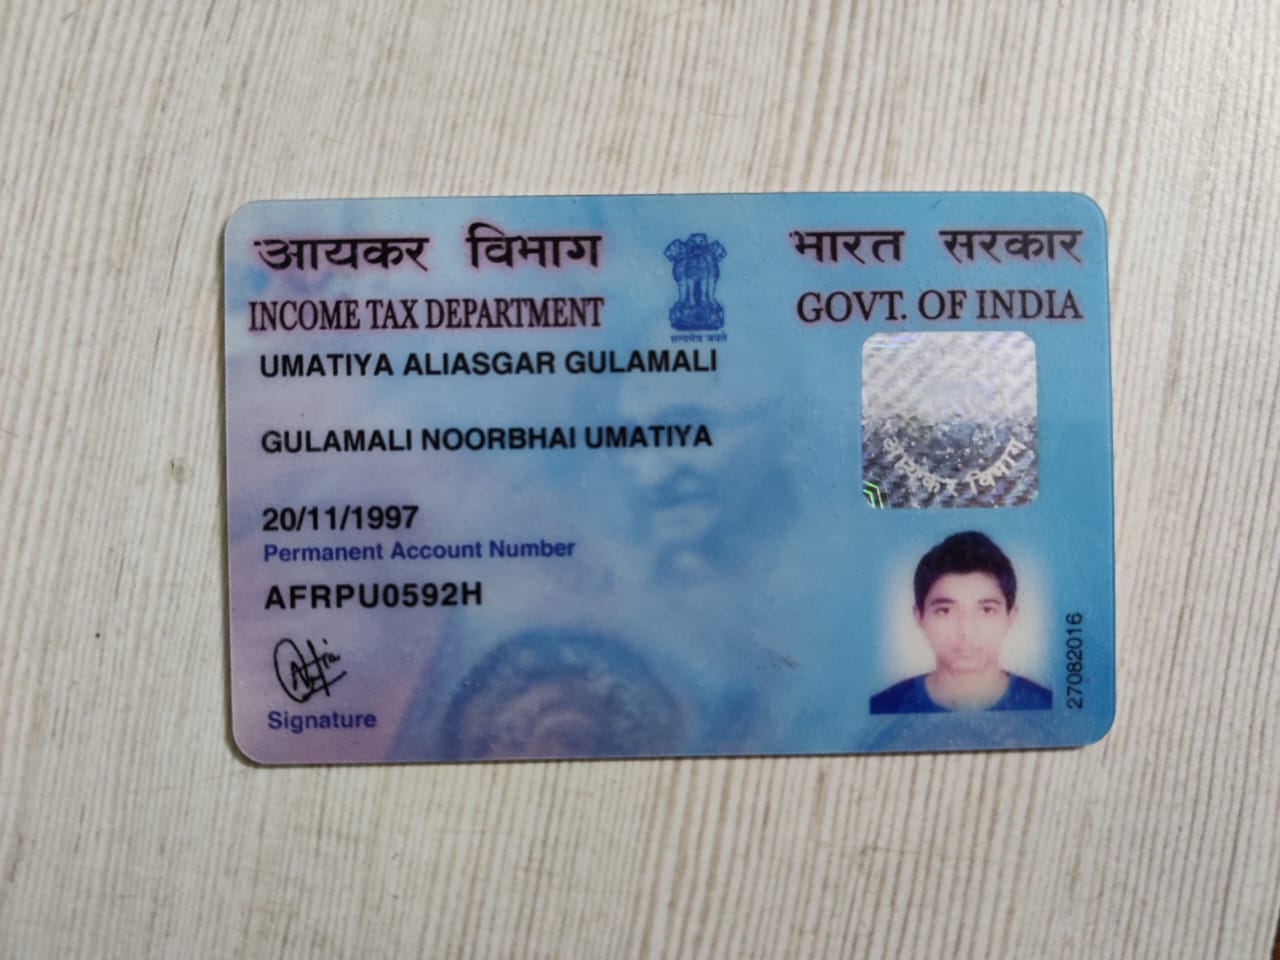 आयकर विभाग
INCOME TAX DEPARTMENT
सत्यमेव जयते
भारत सरकार
GOVT. OF INDIA
UMATIYA ALIASGAR GULAMALI
GULAMALI NOORBHAI UMATIYA
20/11/1997
Permanent Account Number
AFRPU0592H
Signature
आयकर विभाग
27082016